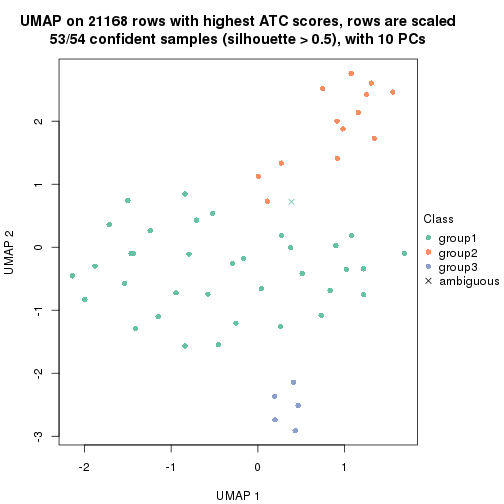 UMAP on 21168 rows with highest ATC scores, rows are scaled
53/54 confident samples (silhouette > 0.5), with 10 PCs
2
1
0
-1
-2
-3
UMAP 2
-2
-1
0
1
UMAP 1
Class
group1
group2
group3
ambiguous